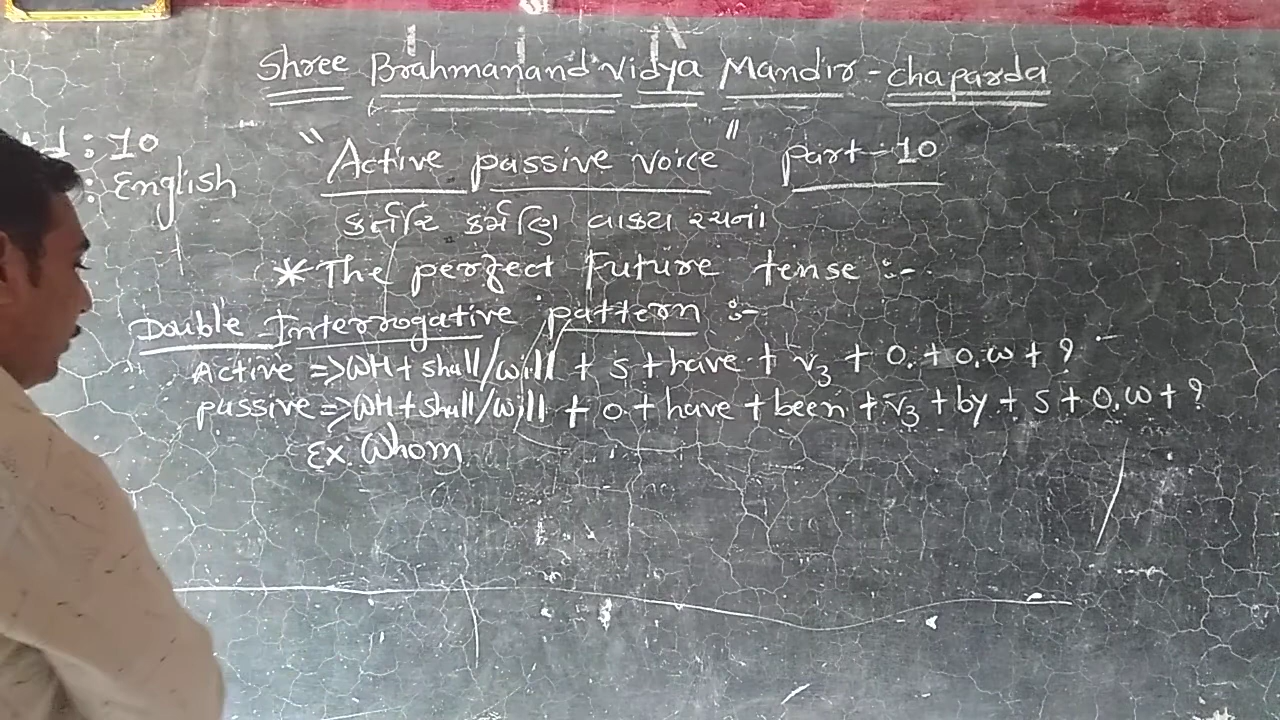 Shree Brahmanand Vidya Mandir - chaparda
: 10
: English
"Active passive voice" part - 10
કર્તરિ કર્મણિ વાક્ય રચના
* The perfect Future tense :-
Double Interrogative pattern :-
Active => WH + shall/will + S + have + v3 + O. + O.W + ?
passive => WH + shall/will + O + have + been + v3 + by + S + O.W + ?
Ex. Whom